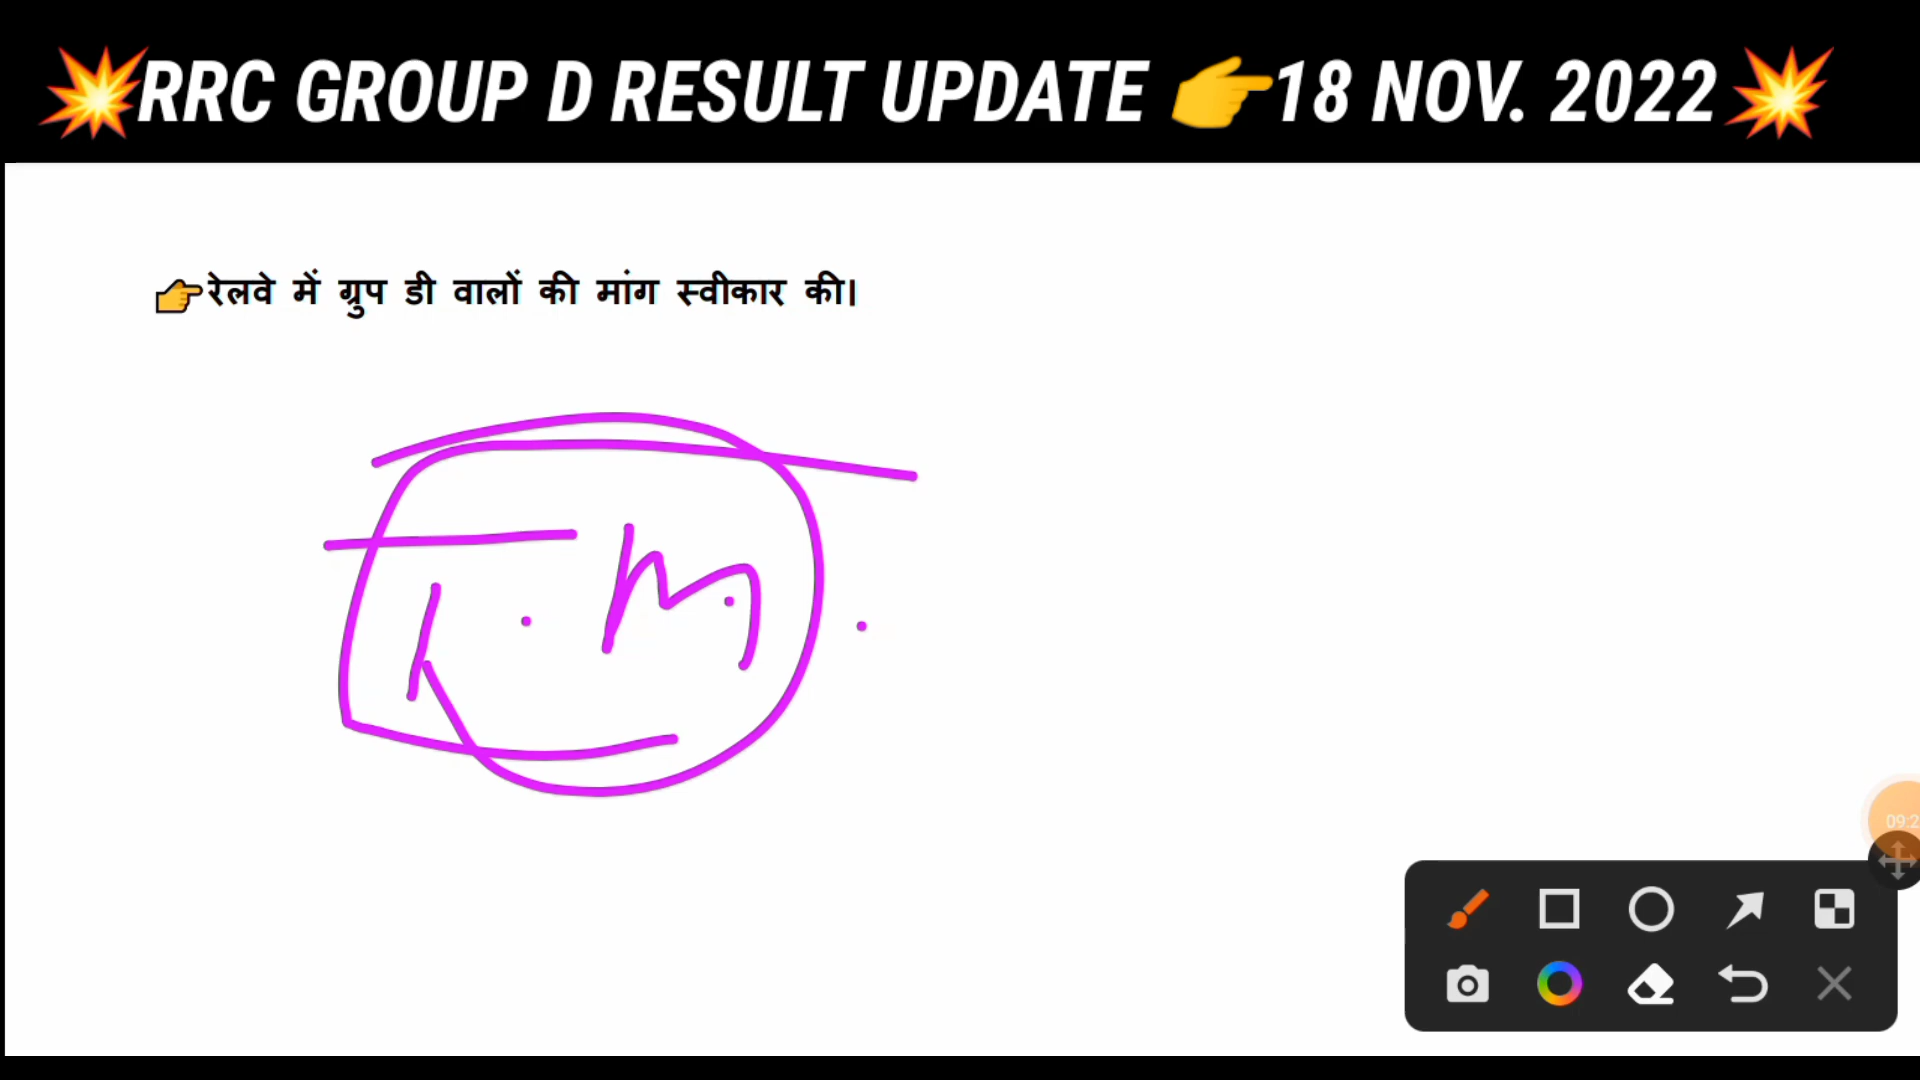 💥RRC GROUP D RESULT UPDATE 👉18 NOV. 2022💥
👉रेलवे में ग्रुप डी वालों की मांग स्वीकार की।